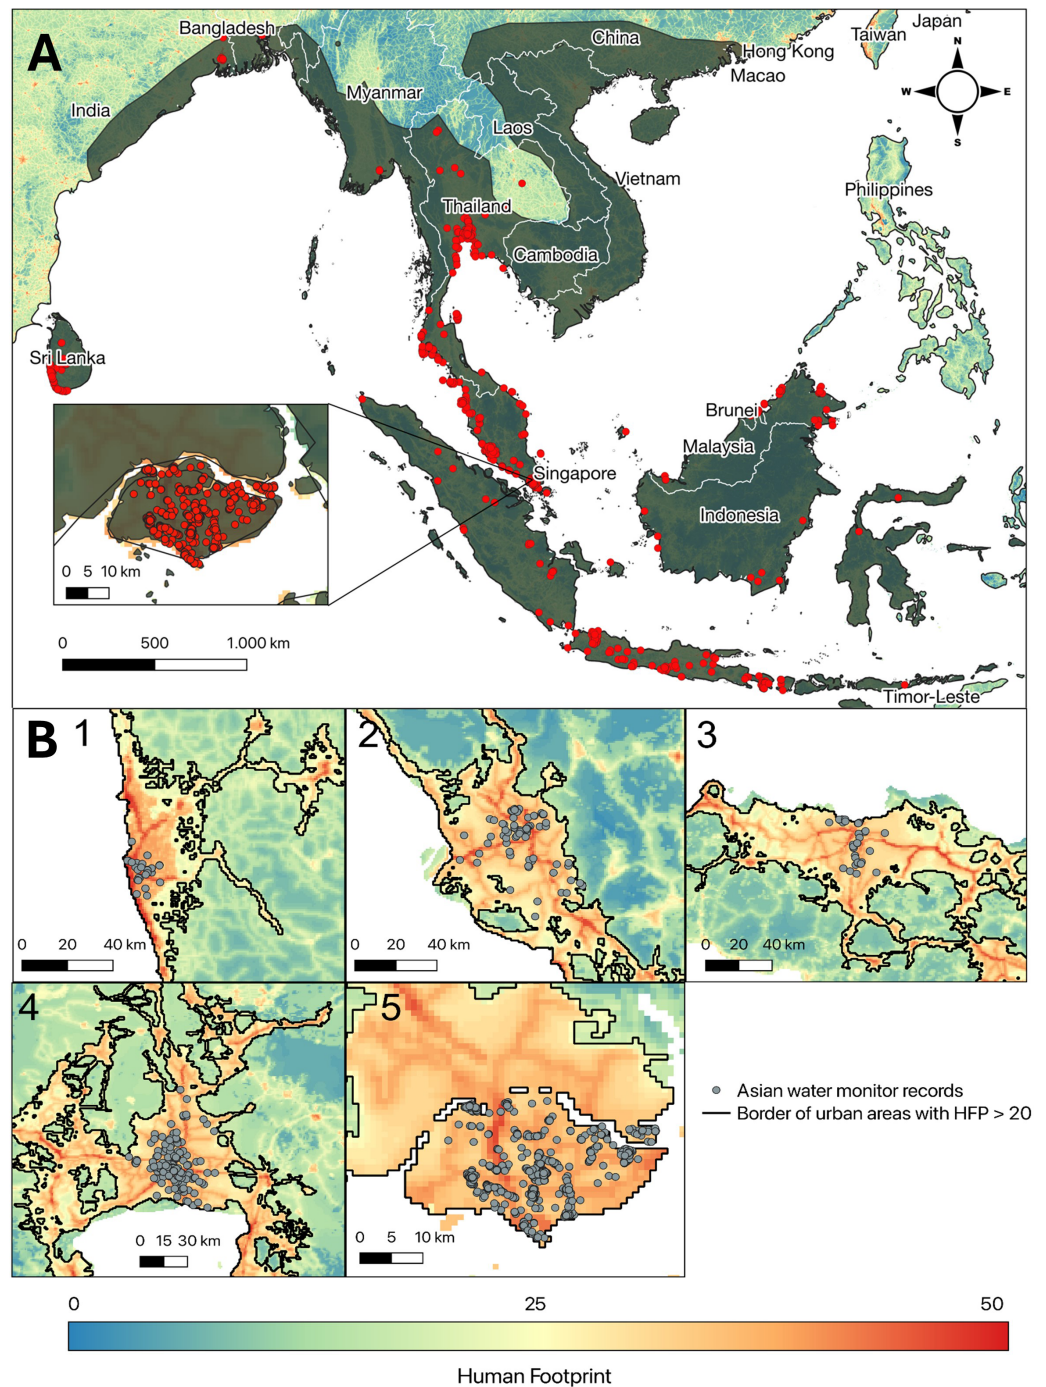 A
Bangladesh
China
Japan
Taiwan
Hong Kong
Macao
N
W
E
S
India
Myanmar
Laos
Vietnam
Philippines
Thailand
Cambodia
Sri Lanka
Brunei
Malaysia
Singapore
Indonesia
0 5 10 km
0 500 1.000 km
Timor-Leste
B
1
0 20 40 km
2
0 20 40 km
3
0 20 40 km
4
0 15 30 km
5
0 5 10 km
Asian water monitor records
Border of urban areas with HFP > 20
0 25 50
Human Footprint